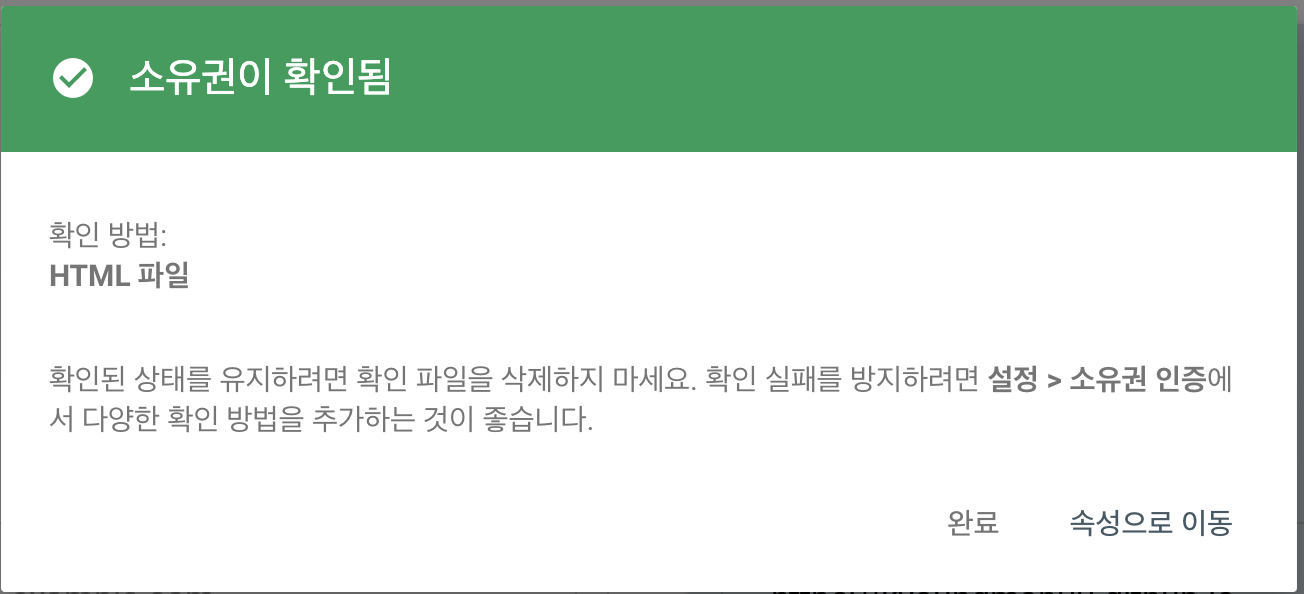 소유권이 확인됨
확인 방법:
HTML 파일
확인된 상태를 유지하려면 확인 파일을 삭제하지 마세요. 확인 실패를 방지하려면 설정 > 소유권 인증에
서 다양한 확인 방법을 추가하는 것이 좋습니다.
완료 속성으로 이동